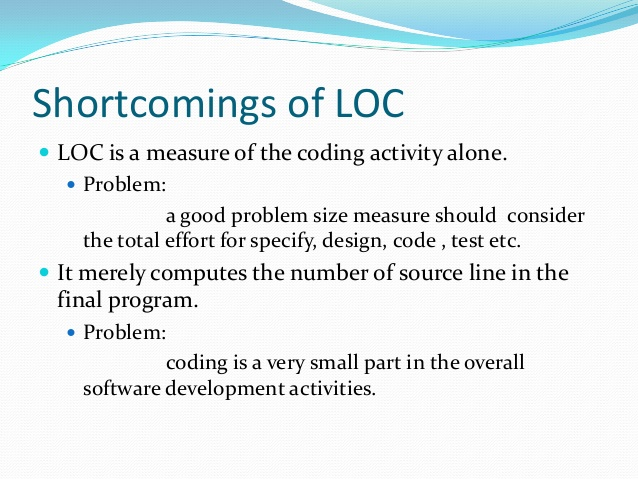 Shortcomings of LOC
LOC is a measure of the coding activity alone.
Problem:
a good problem size measure should consider
the total effort for specify, design, code , test etc.
It merely computes the number of source line in the
final program.
Problem:
coding is a very small part in the overall
software development activities.